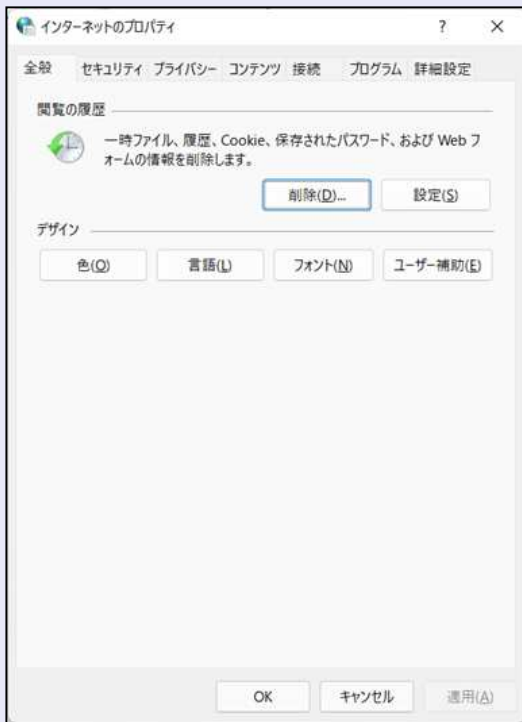 インターネットのプロパティ
?
×
全般 セキュリティ プライバシー コンテンツ 接続 プログラム 詳細設定
閲覧の履歴
一時ファイル、履歴、Cookie、保存されたパスワード、および Web フ
ォームの情報を削除します。
削除(D)... 設定(S)
デザイン
色(O) 言語(L) フォント(N) ユーザー補助(E)
OK キャンセル 適用(A)